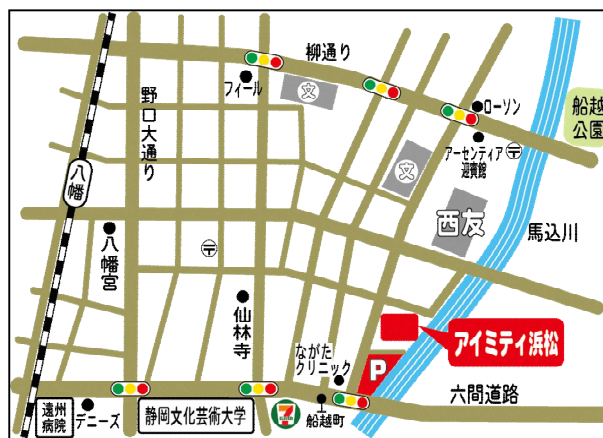 柳通り
フィール
文
ローソン
船越
公園
野口大通り
アーセンティア
迎賓館
〒
文
八幡
西友
馬込川
八幡宮
〒
仙林寺
アイミティ浜松
ながた
クリニック
P
六間道路
遠州
病院
デニーズ
静岡文化芸術大学
7
ELEVEN
船越町